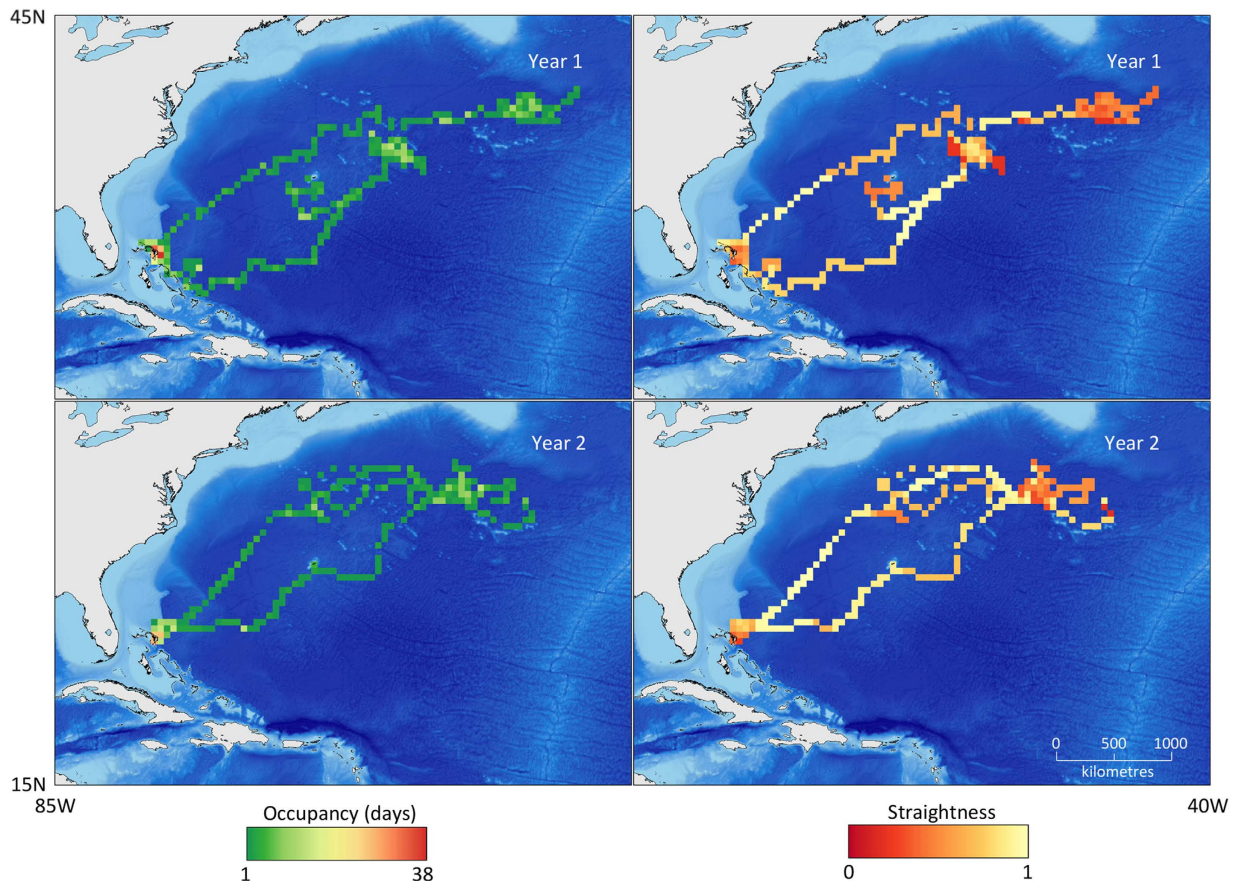 45N
Year 1
Year 1
Year 2
Year 2
0 500 1000
kilometres
15N
85W
40W
Occupancy (days)
1 38
Straightness
0 1